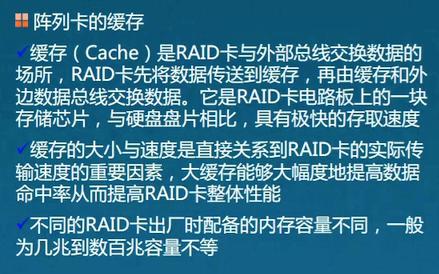 阵列卡的缓存
缓存（Cache）是RAID卡与外部总线交换数据的
场所，RAID卡先将数据传送到缓存，再由缓存和外
边数据总线交换数据。它是RAID卡电路板上的一块
存储芯片，与硬盘盘片相比，具有极快的存取速度
缓存的大小与速度是直接关系到RAID卡的实际传
输速度的重要因素，大缓存能够大幅度地提高数据
命中率从而提高RAID卡整体性能
不同的RAID卡出厂时配备的内存容量不同，一般
为几兆到数百兆容量不等